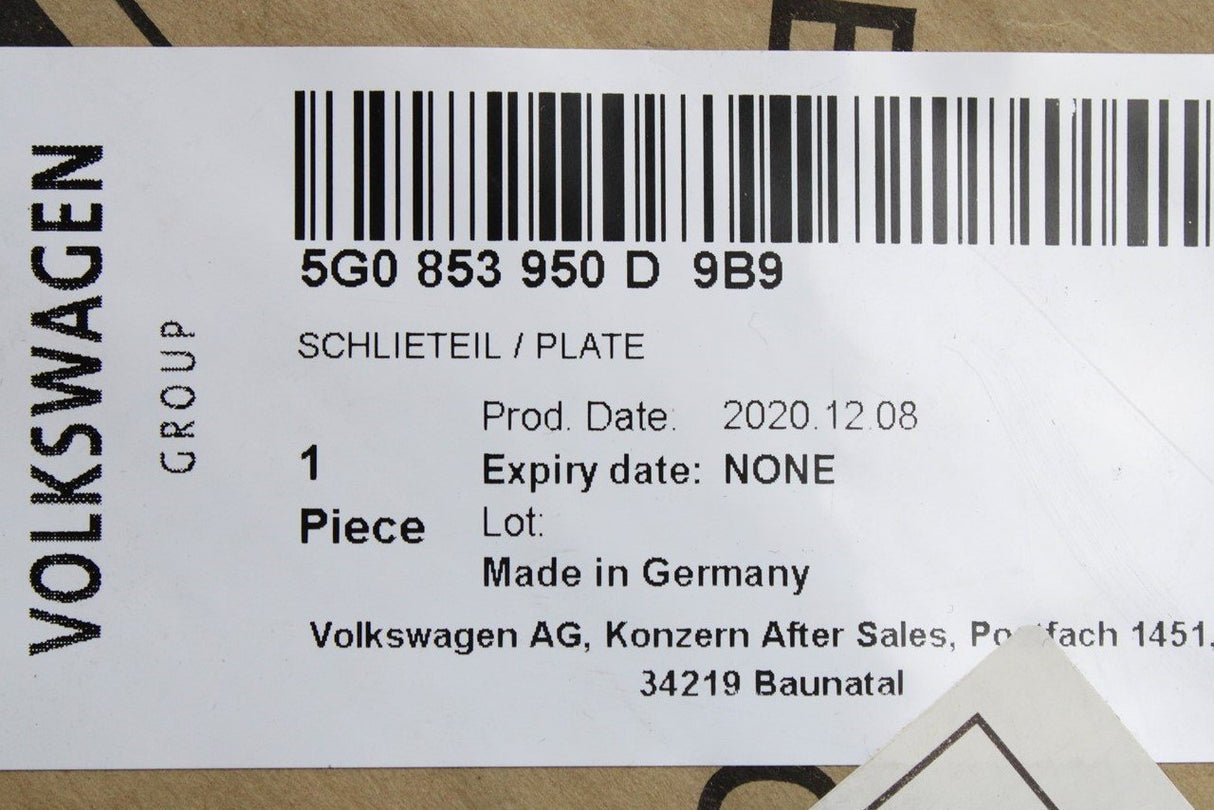 VOLKSWAGEN
GROUP
5G0 853 950 D 9B9
SCHLIETEIL / PLATE
Prod. Date: 2020.12.08
1
Expiry date: NONE
Piece
Lot:
Made in Germany
Volkswagen AG, Konzern After Sales, 1451,
34219 Baunatal